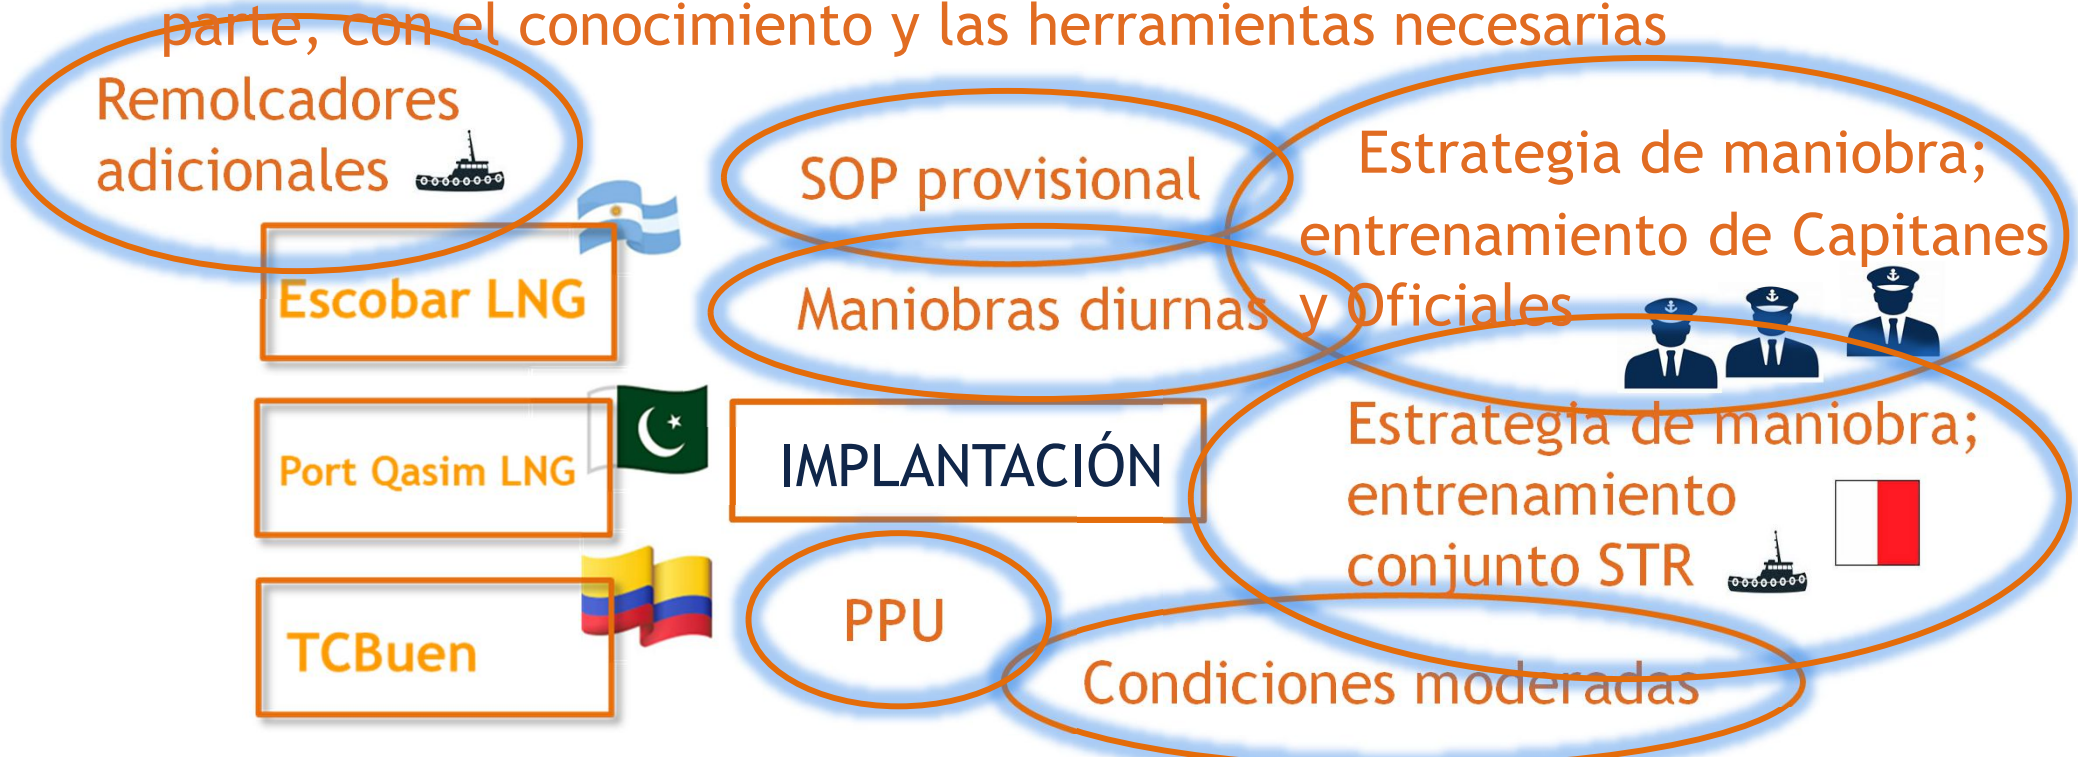 parte, con el conocimiento y las herramientas necesarias
Remolcadores
adicionales
SOP provisional
Estrategia de maniobra;
entrenamiento de Capitanes
y Oficiales
Escobar LNG
Maniobras diurnas
Port Qasim LNG
IMPLANTACIÓN
Estrategia de maniobra;
entrenamiento
conjunto STR
TCBuen
PPU
Condiciones moderadas